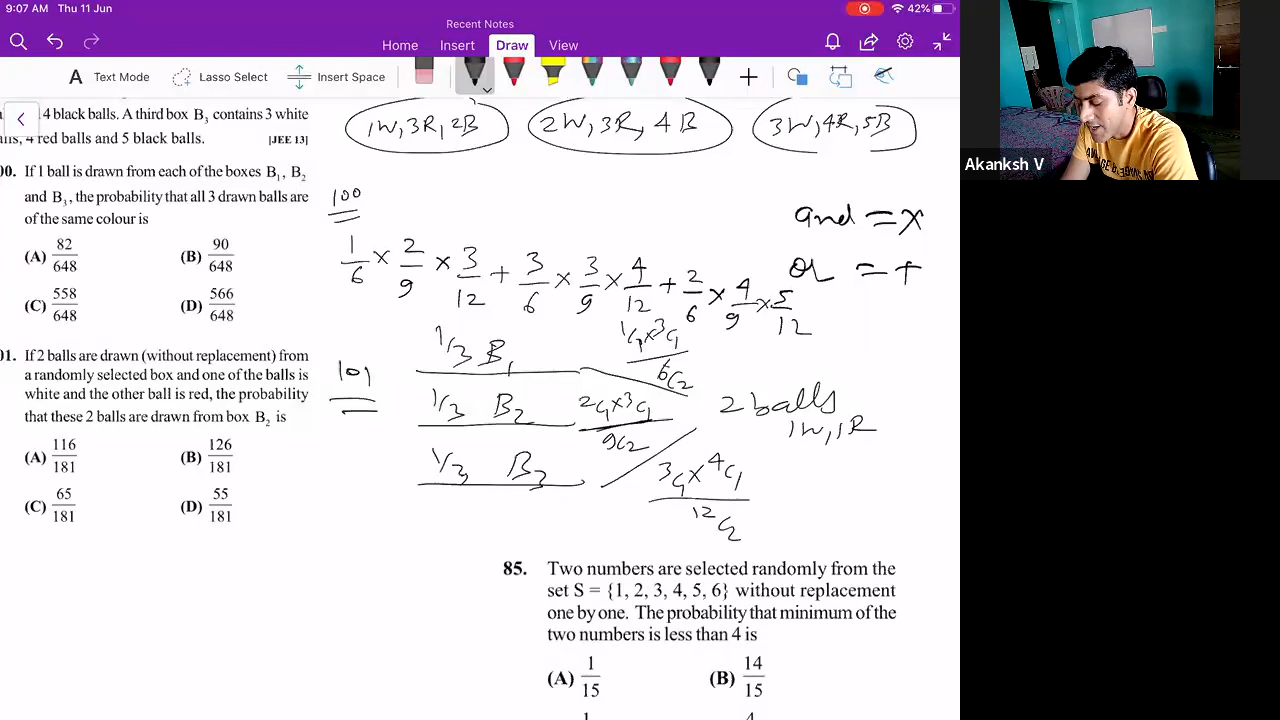 9:07 AM Thu 11 Jun
42%
Recent Notes
Home Insert Draw View
Text Mode Lasso Select Insert Space
4 black balls. A third box B3 contains 3 white
4 red balls and 5 black balls. [JEE 13]
1W, 3R, 2B
2W, 3R, 4B
3W, 4R, 5B
00. If 1 ball is drawn from each of the boxes B1, B2
and B3, the probability that all 3 drawn balls are
of the same colour is
(A) 82/648 (B) 90/648
(C) 558/648 (D) 566/648
100
1/6 × 2/9 × 3/12 + 3/6 × 3/9 × 4/12 + 2/6 × 4/9 × 5/12
and = ×
or = +
01. If 2 balls are drawn (without replacement) from
a randomly selected box and one of the balls is
white and the other ball is red, the probability
that these 2 balls are drawn from box B2 is
(A) 116/181 (B) 126/181
(C) 65/181 (D) 55/181
101
1/3 B1 1C1×3C1/6C2
1/3 B2 2C1×3C1/9C2
1/3 B3 3C1×4C1/12C2
2 balls
1W, 1R
85. Two numbers are selected randomly from the
set S = {1, 2, 3, 4, 5, 6} without replacement
one by one. The probability that minimum of the
two numbers is less than 4 is
(A) 1/15 (B) 14/15
1 4
Akanksh V